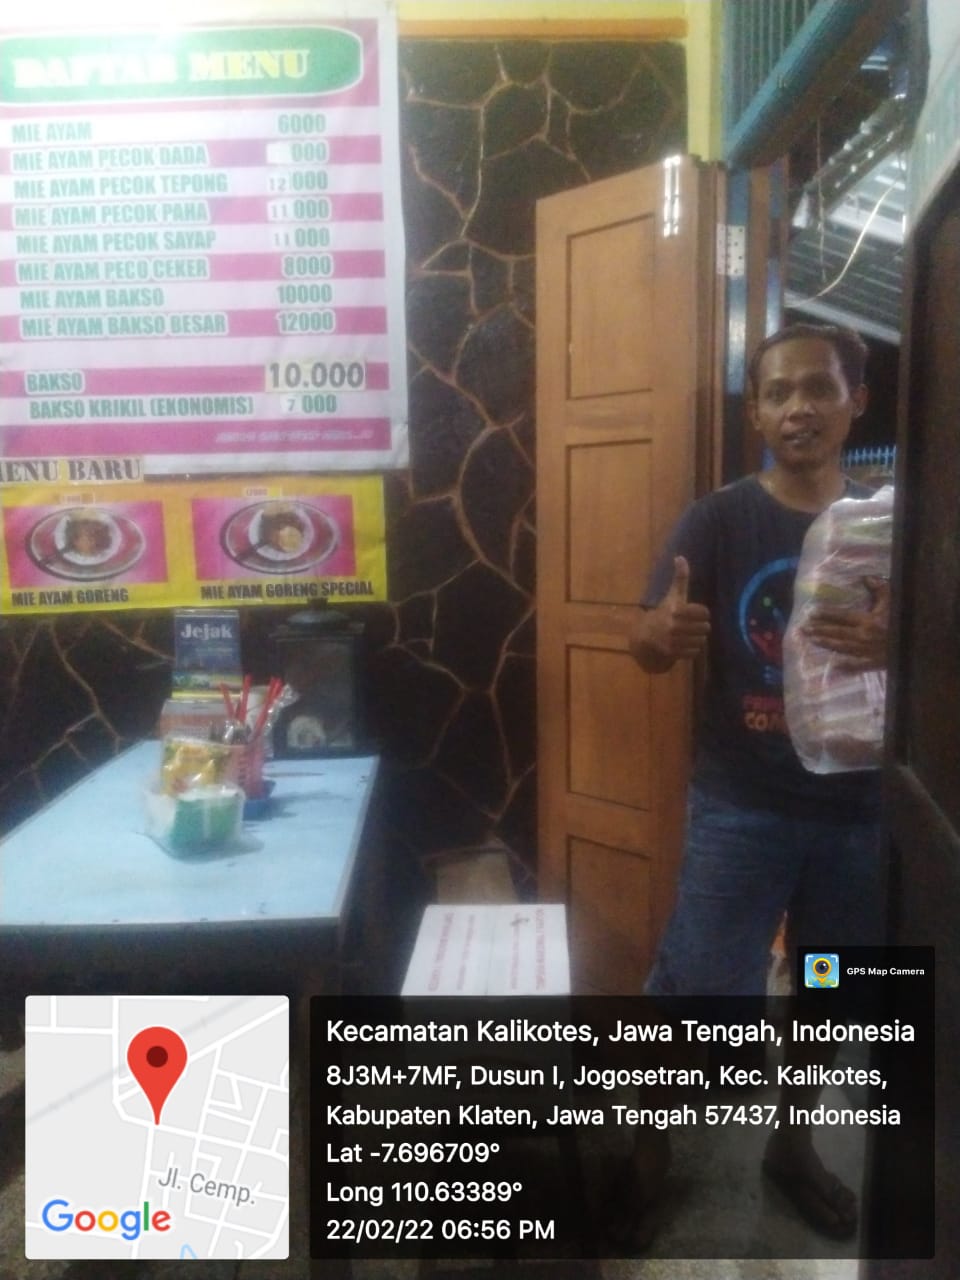 DAFTAR MENU
MIE AYAM 6000
MIE AYAM PECOK DADA 000
MIE AYAM PECOK TEPONG 12.000
MIE AYAM PECOK PAHA 11 000
MIE AYAM PECOK SAYAP 11 000
MIE AYAM PECO CEKER 8000
MIE AYAM BAKSO 10000
MIE AYAM BAKSO BESAR 12000
BAKSO 10.000
BAKSO KRIKIL (EKONOMIS) 7 000
MENU BARU
MIE AYAM GORENG
MIE AYAM GORENG SPECIAL
Jejak
GPS Map Camera
Kecamatan Kalikotes, Jawa Tengah, Indonesia
8J3M+7MF, Dusun I, Jogosetran, Kec. Kalikotes,
Kabupaten Klaten, Jawa Tengah 57437, Indonesia
Lat -7.696709°
Long 110.63389°
22/02/22 06:56 PM
Jl. Cemp.
Google